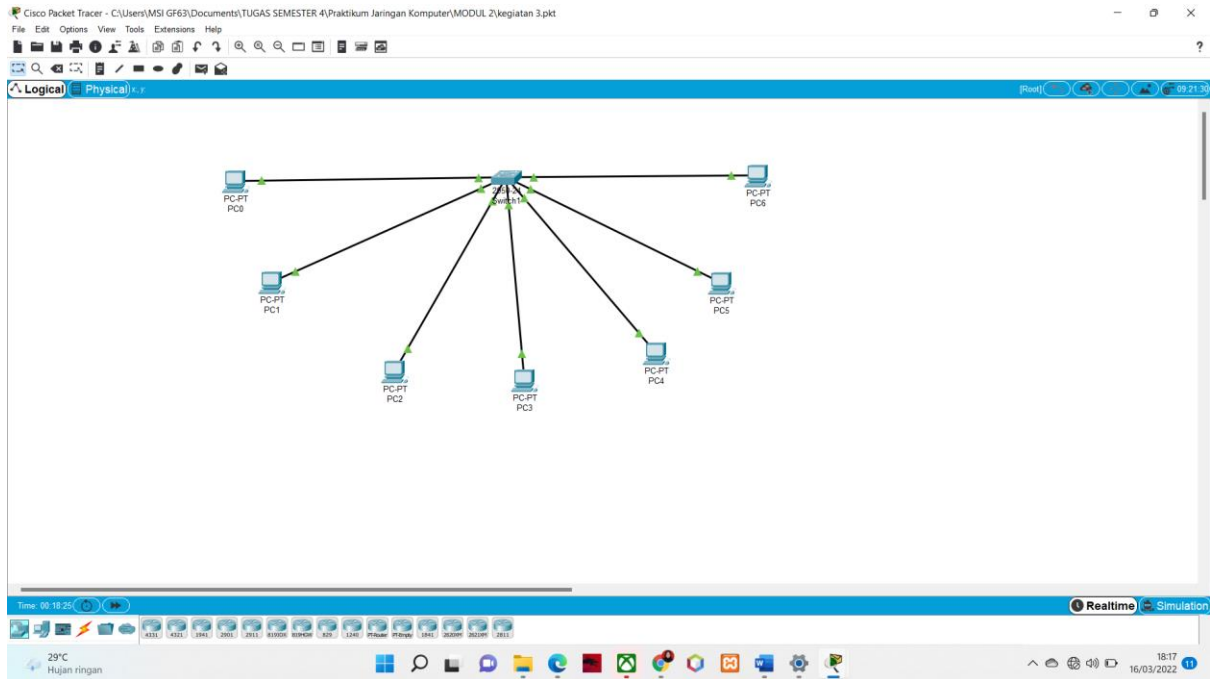 Cisco Packet Tracer - C:\Users\MSI GF63\Documents\TUGAS SEMESTER 4\Praktikum Jaringan Komputer\MODUL 2\kegiatan 3.pkt
File Edit Options View Tools Extensions Help
?
Logical Physical x, y [Root] 09:21:30
PC-PT
PC0
Switch1
PC-PT
PC6
PC-PT
PC1
PC-PT
PC5
PC-PT
PC2
PC-PT
PC3
PC-PT
PC4
Time: 00:18:25 Realtime Simulation
4331 4321 1941 2901 2911 819IOX 819HGW 829 1240 PT-Router PT-Empty 1841 2620XM 2621XM 2811
29°C
Hujan ringan
18:17
16/03/2022 11